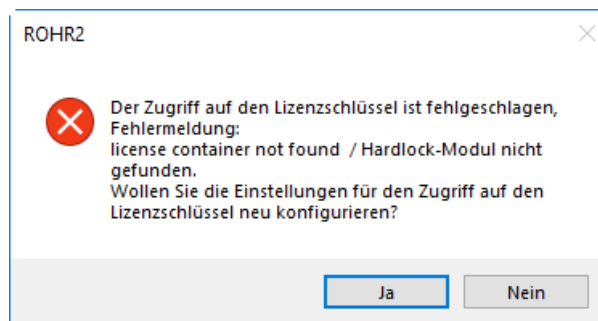 ROHR2
Der Zugriff auf den Lizenzschlüssel ist fehlgeschlagen,
Fehlermeldung:
license container not found / Hardlock-Modul nicht
gefunden.
Wollen Sie die Einstellungen für den Zugriff auf den
Lizenzschlüssel neu konfigurieren?
Ja
Nein